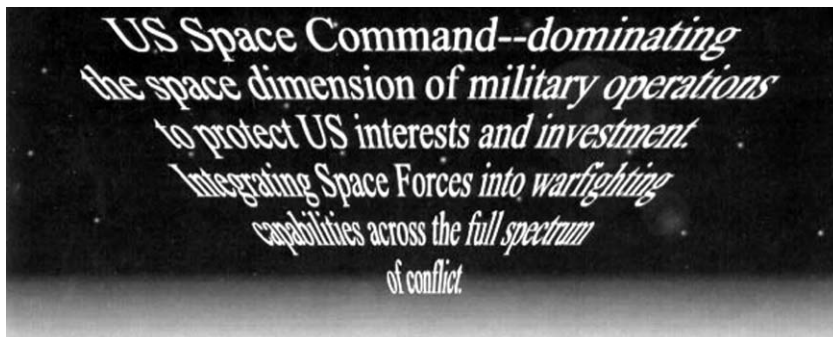 US Space Command--dominating
the space dimension of military operations
to protect US interests and investment.
Integrating Space Forces into warfighting
capabilities across the full spectrum
of conflict.